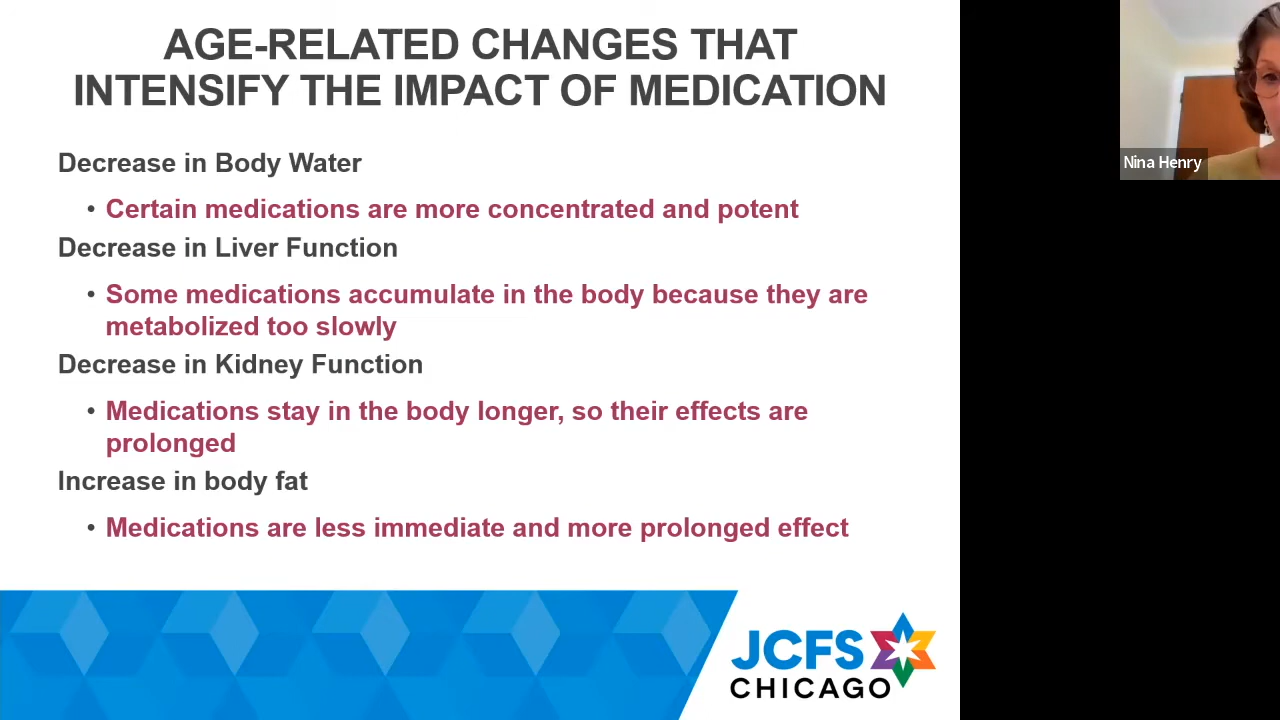 AGE-RELATED CHANGES THAT
INTENSIFY THE IMPACT OF MEDICATION
Nina Henry
Decrease in Body Water
• Certain medications are more concentrated and potent
Decrease in Liver Function
• Some medications accumulate in the body because they are
metabolized too slowly
Decrease in Kidney Function
• Medications stay in the body longer, so their effects are
prolonged
Increase in body fat
• Medications are less immediate and more prolonged effect
JCFS
CHICAGO